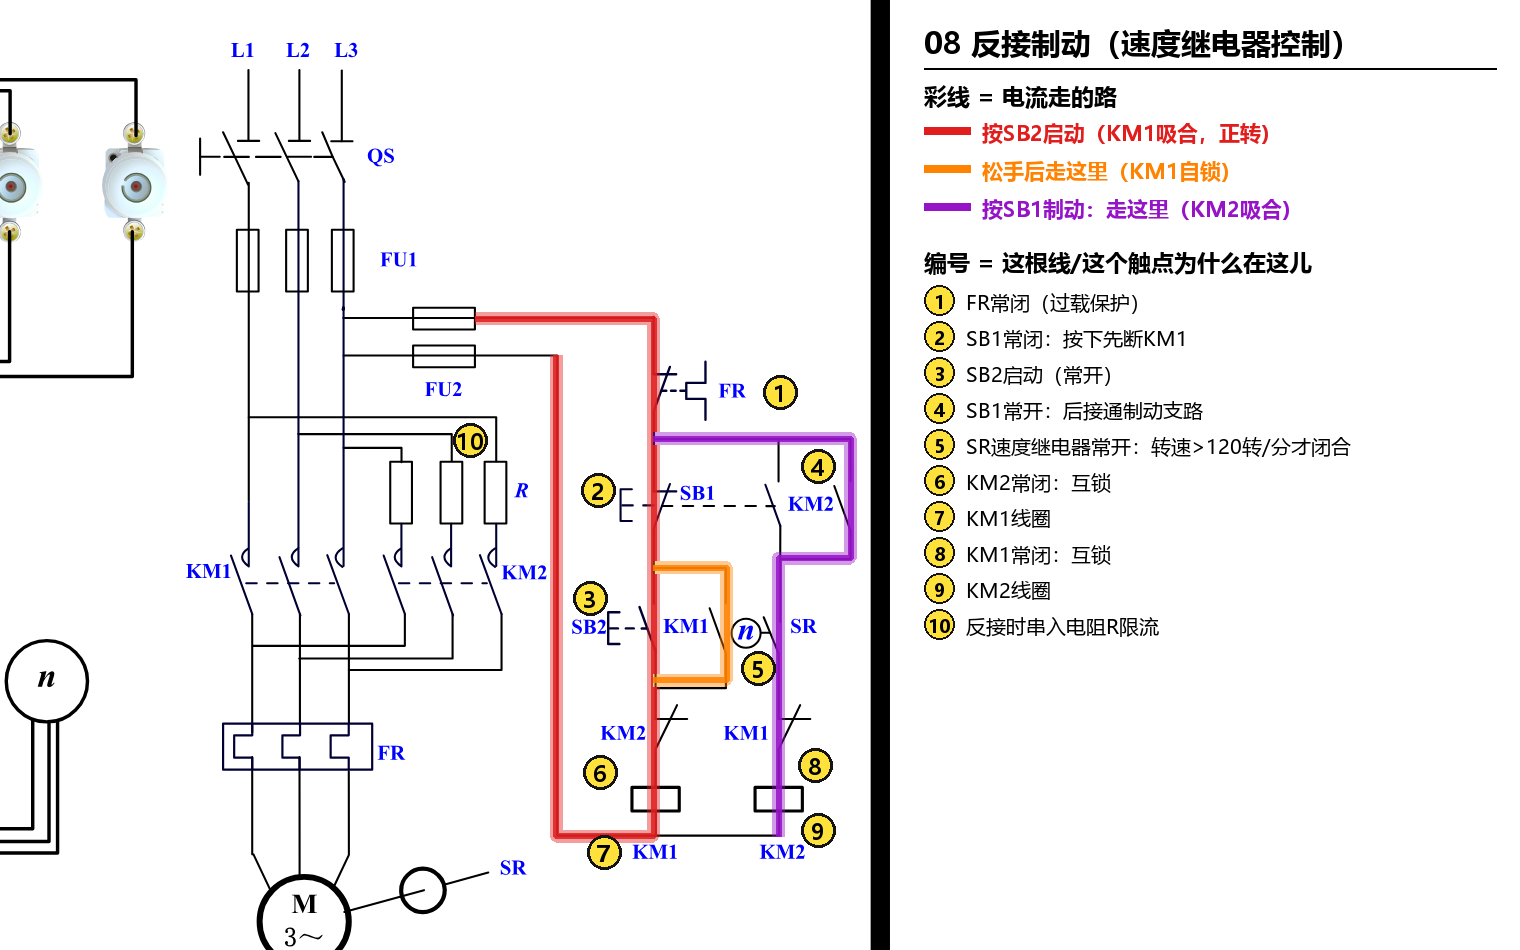 L1 L2 L3
QS
FU1
FU2
FR
1
10
4
2
SB1
KM2
R
KM1
KM2
3
SB2
KM1
n
SR
5
n
KM2
KM1
FR
6
8
9
7
KM1
KM2
SR
M
3～
08 反接制动（速度继电器控制）
彩线 = 电流走的路
按SB2启动（KM1吸合，正转）
松手后走这里（KM1自锁）
按SB1制动：走这里（KM2吸合）
编号 = 这根线/这个触点为什么在这儿
1 FR常闭（过载保护）
2 SB1常闭：按下先断KM1
3 SB2启动（常开）
4 SB1常开：后接通制动支路
5 SR速度继电器常开：转速>120转/分才闭合
6 KM2常闭：互锁
7 KM1线圈
8 KM1常闭：互锁
9 KM2线圈
10 反接时串入电阻R限流